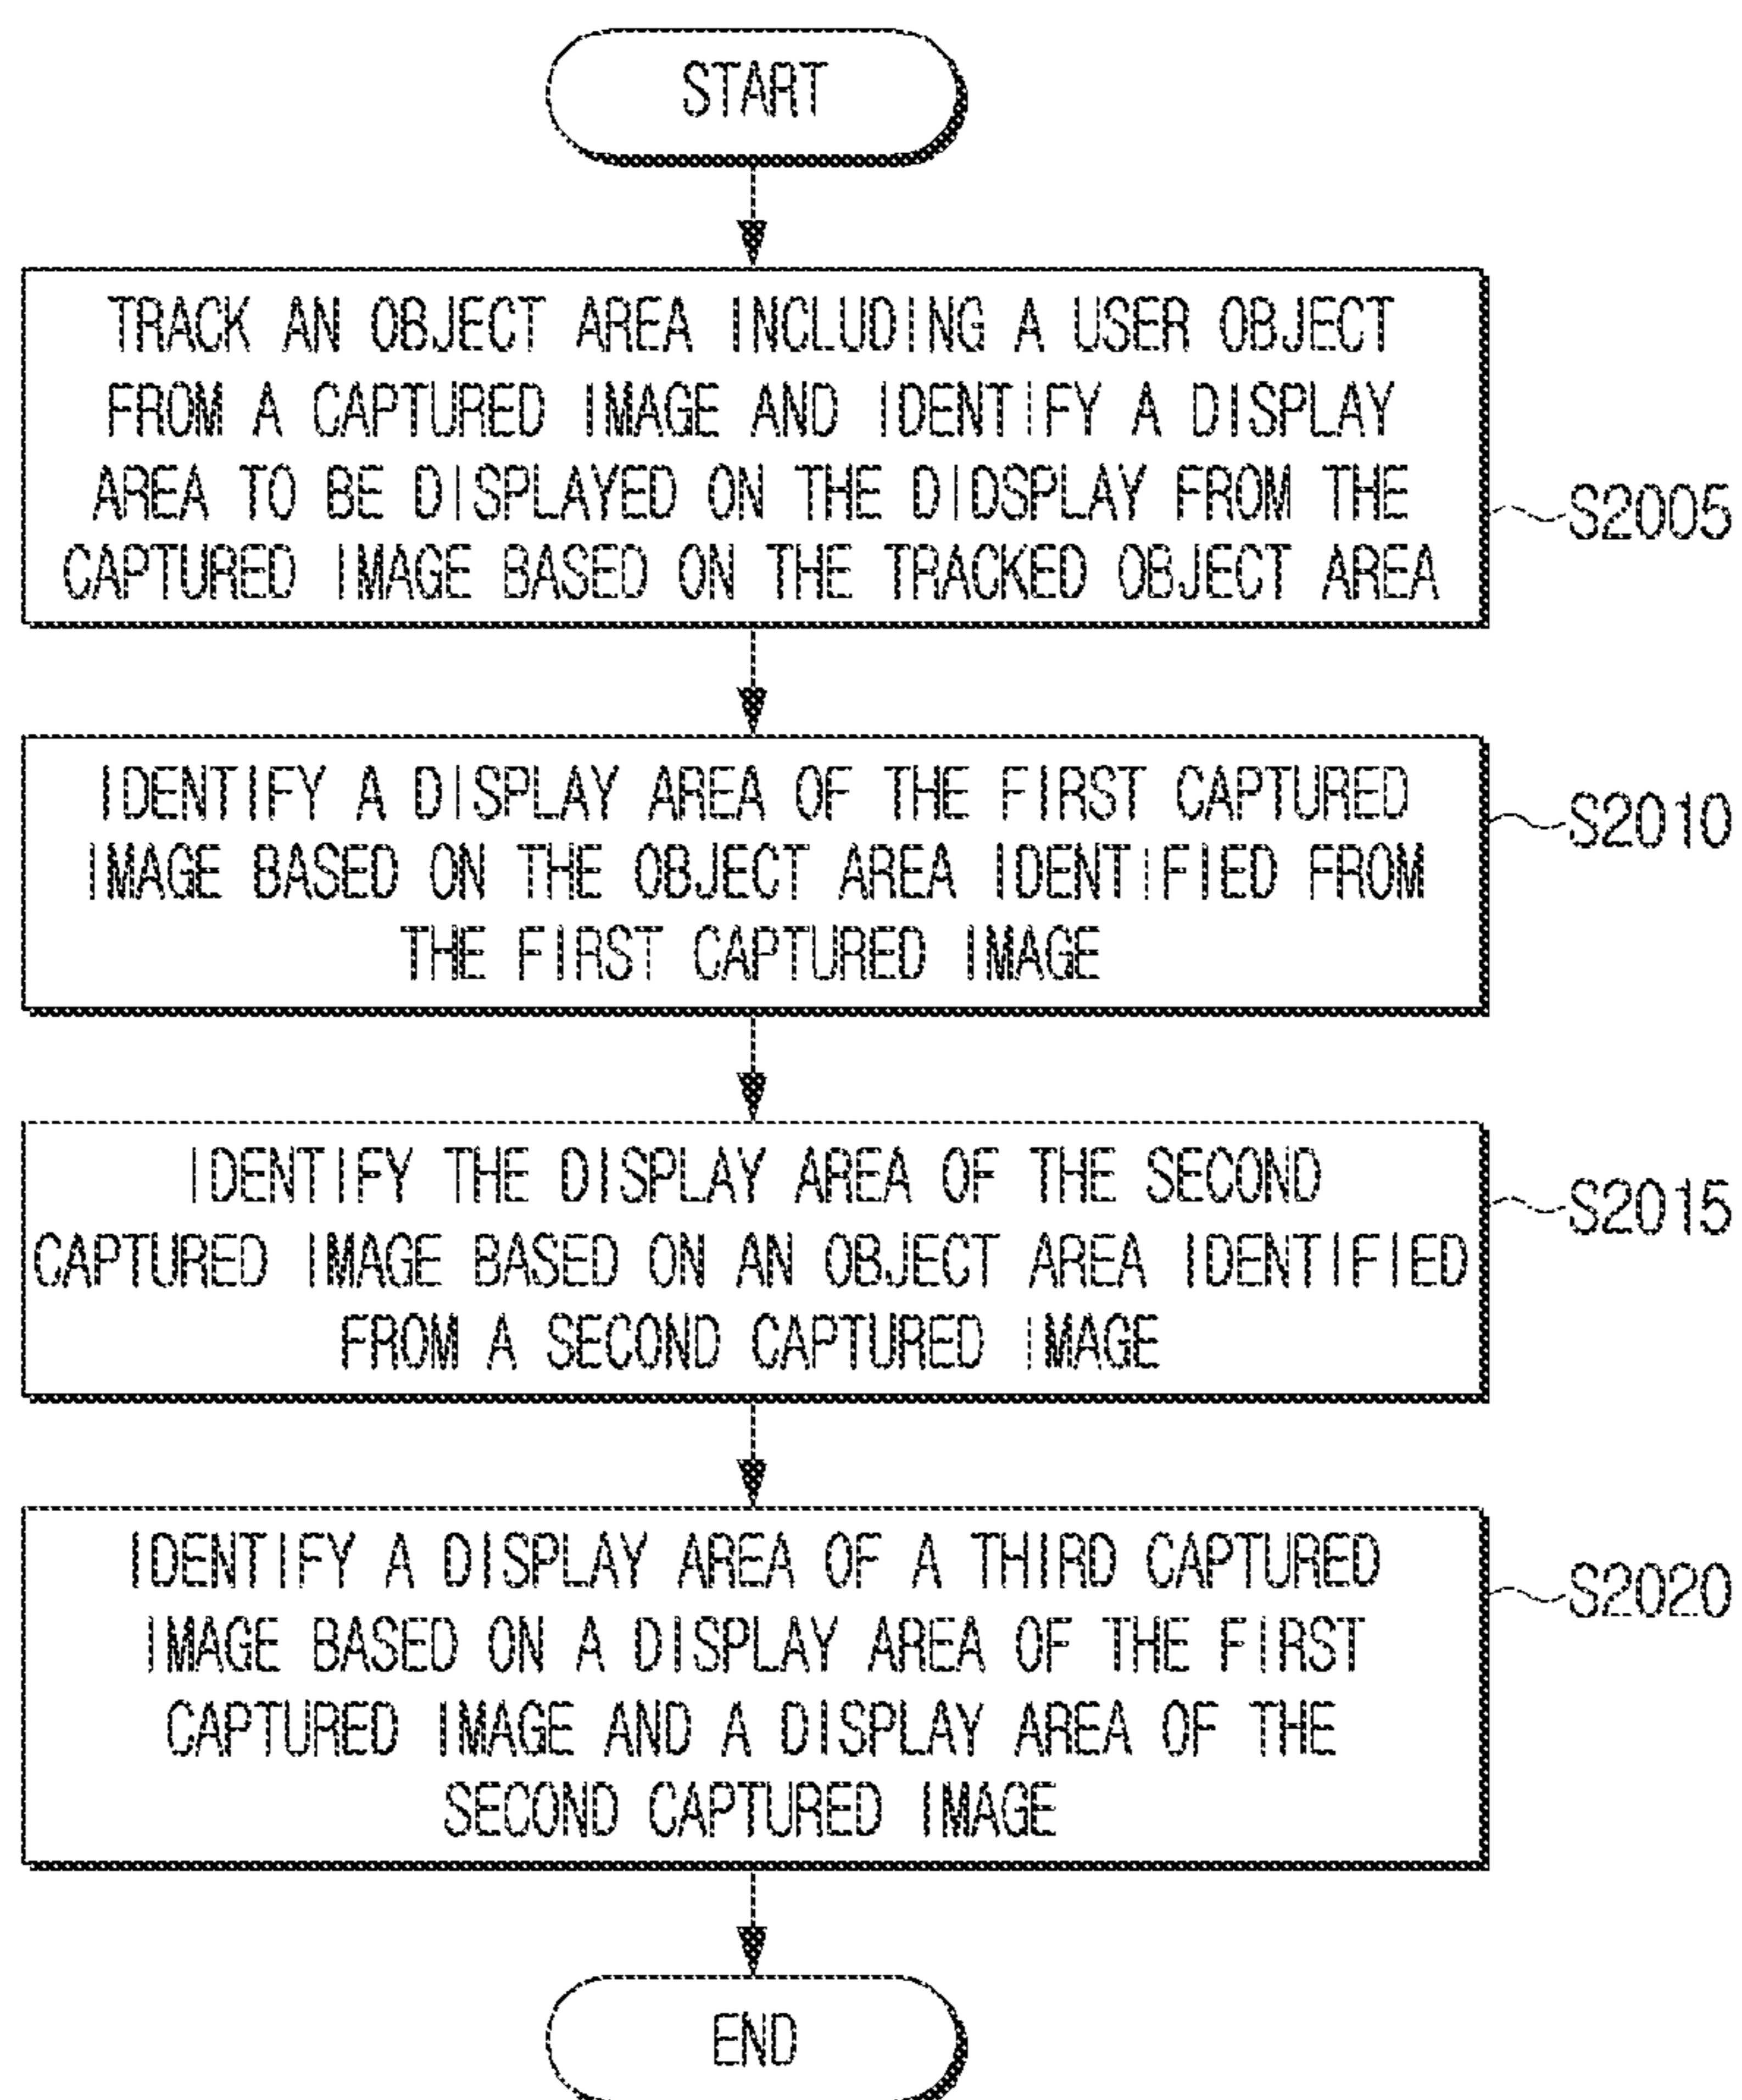 START
TRACK AN OBJECT AREA INCLUDING A USER OBJECT
FROM A CAPTURED IMAGE AND IDENTIFY A DISPLAY
AREA TO BE DISPLAYED ON THE DIDSPLAY FROM THE
CAPTURED IMAGE BASED ON THE TRACKED OBJECT AREA
S2005
IDENTIFY A DISPLAY AREA OF THE FIRST CAPTURED
IMAGE BASED ON THE OBJECT AREA IDENTIFIED FROM
THE FIRST CAPTURED IMAGE
S2010
IDENTIFY THE DISPLAY AREA OF THE SECOND
CAPTURED IMAGE BASED ON AN OBJECT AREA IDENTIFIED
FROM A SECOND CAPTURED IMAGE
S2015
IDENTIFY A DISPLAY AREA OF A THIRD CAPTURED
IMAGE BASED ON A DISPLAY AREA OF THE FIRST
CAPTURED IMAGE AND A DISPLAY AREA OF THE
SECOND CAPTURED IMAGE
S2020
END